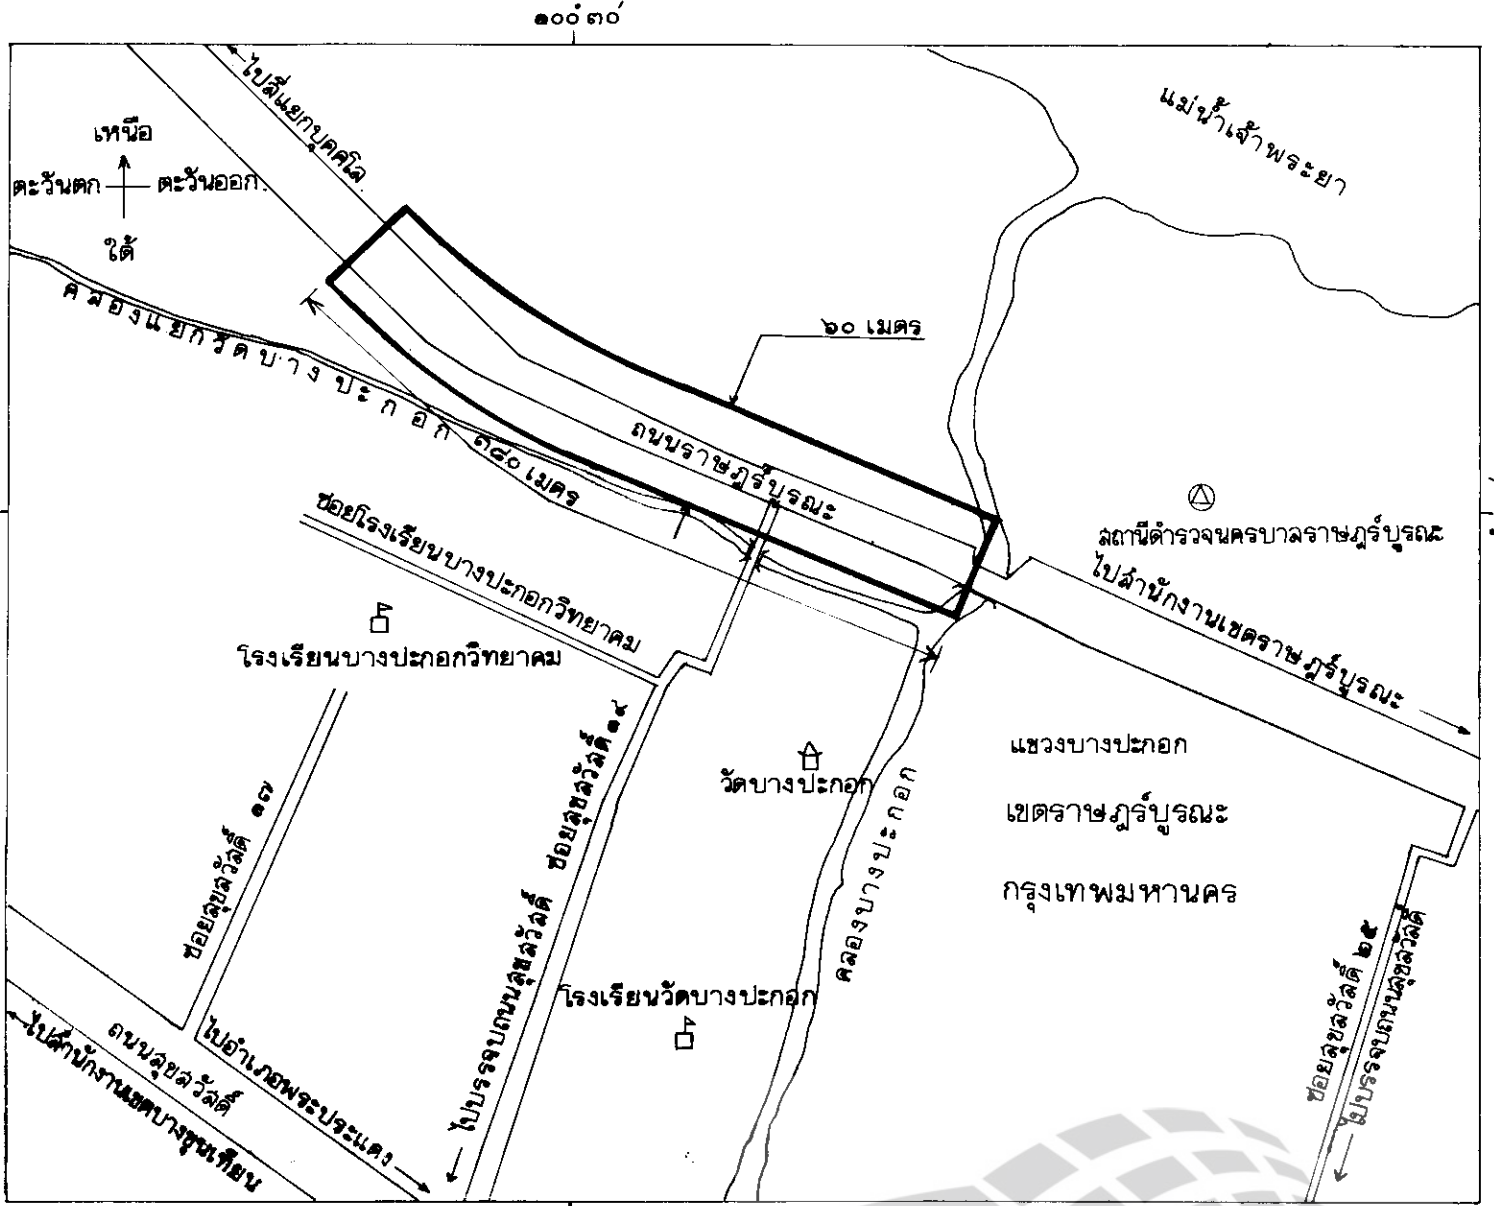 ๑๐๐° ๓๐'
ไปสี่แยกบุคคโล
แม่น้ำเจ้าพระยา
เหนือ
ตะวันตก
ตะวันออก
ใต้
คลองแยกวัดบางปะกอก
๖๐ เมตร
ถนนราษฎร์บูรณะ
๓๘๐ เมตร
ซอยโรงเรียนบางปะกอกวิทยาคม
สถานีตำรวจนครบาลราษฎร์บูรณะ
ไปสำนักงานเขตราษฎร์บูรณะ
โรงเรียนบางปะกอกวิทยาคม
แขวงบางปะกอก
เขตราษฎร์บูรณะ
กรุงเทพมหานคร
วัดบางปะกอก
คลองบางปะกอก
ซอยสุขสวัสดิ์ ๑๗
ซอยสุขสวัสดิ์ ๑๙
ไปบรรจบถนนสุขสวัสดิ์
โรงเรียนวัดบางปะกอก
ซอยสุขสวัสดิ์ ๒๕
ไปบรรจบถนนสุขสวัสดิ์
ไปอำเภอพระประแดง
ถนนสุขสวัสดิ์
ไปสำนักงานเขตบางขุนเทียน